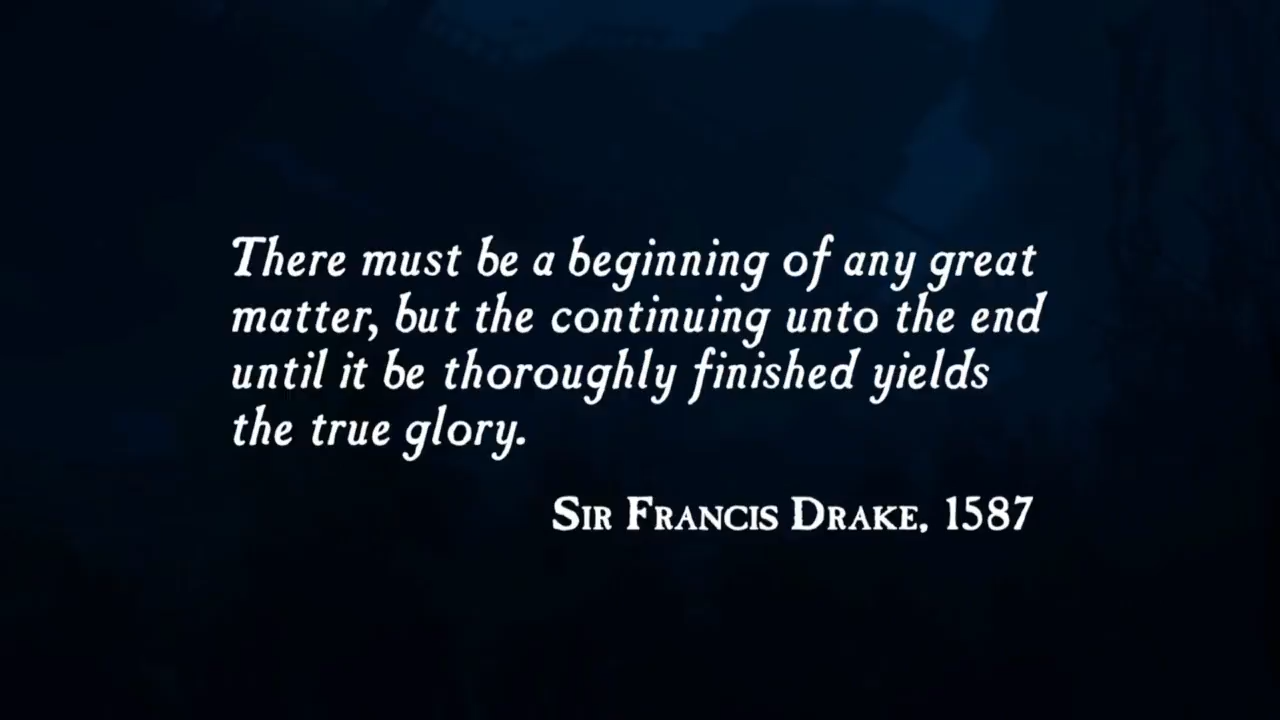 There must be a beginning of any great
matter, but the continuing unto the end
until it be thoroughly finished yields
the true glory.
Sir Francis Drake, 1587